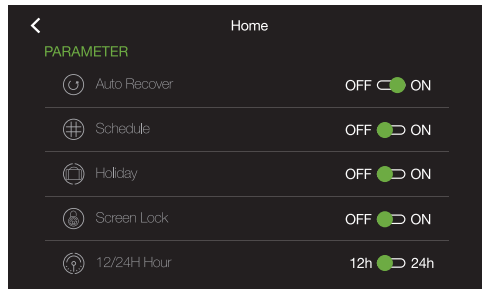 Home
PARAMETER
Auto Recover OFF ON
Schedule OFF ON
Holiday OFF ON
Screen Lock OFF ON
12/24H Hour 12h 24h